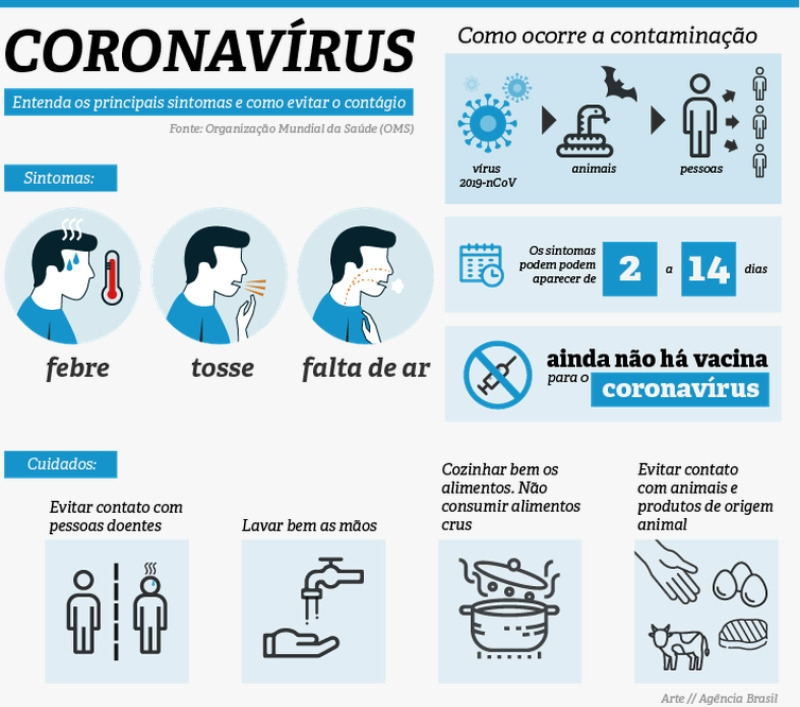 CORONAVÍRUS
Entenda os principais sintomas e como evitar o contágio
Fonte: Organização Mundial da Saúde (OMS)
Sintomas:
febre
tosse
falta de ar
Como ocorre a contaminação
vírus
2019-nCoV
animais
pessoas
Os sintomas
podem podem
aparecer de
2
a
14
dias
ainda não há vacina
para o
coronavírus
Cuidados:
Evitar contato com
pessoas doentes
Lavar bem as mãos
Cozinhar bem os
alimentos. Não
consumir alimentos
crus
Evitar contato
com animais e
produtos de origem
animal
Arte // Agência Brasil